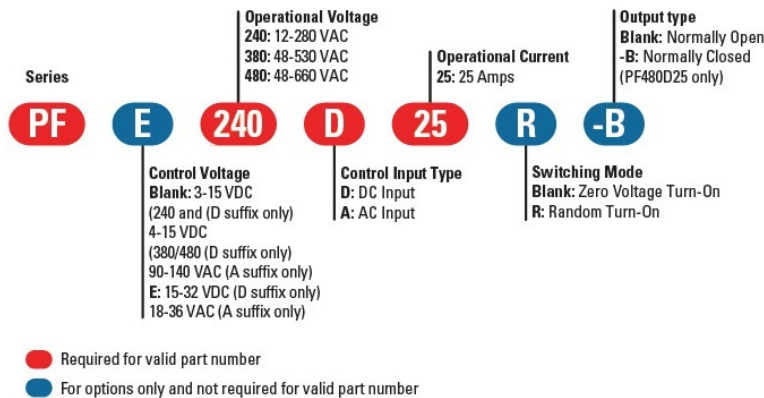 Operational Voltage
240: 12-280 VAC
380: 48-530 VAC
480: 48-660 VAC
Operational Current
25: 25 Amps
Output type
Blank: Normally Open
-B: Normally Closed
(PF480D25 only)
Series
PF E 240 D 25 R -B
Control Voltage
Blank: 3-15 VDC
(240 and (D suffix only)
4-15 VDC
(380/480 (D suffix only)
90-140 VAC (A suffix only)
E: 15-32 VDC (D suffix only)
18-36 VAC (A suffix only)
Control Input Type
D: DC Input
A: AC Input
Switching Mode
Blank: Zero Voltage Turn-On
R: Random Turn-On
Required for valid part number
For options only and not required for valid part number